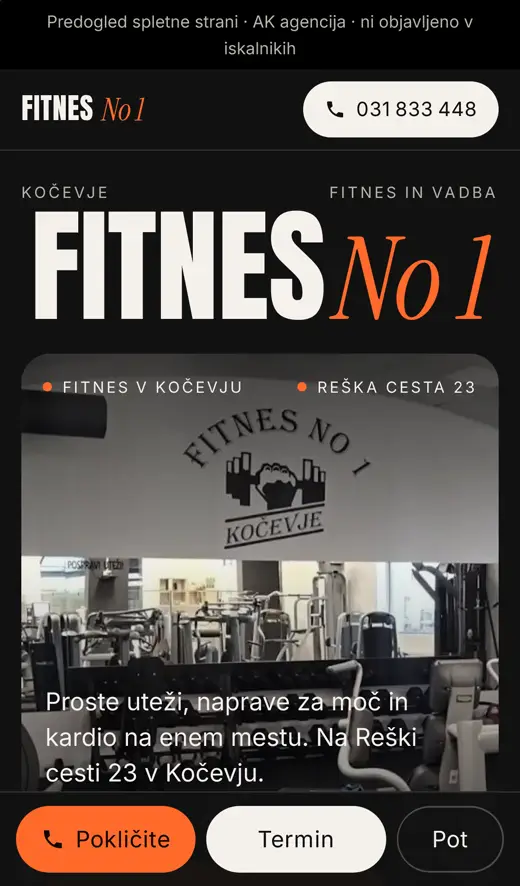 Predogled spletne strani · AK agencija · ni objavljeno v
iskalnikih
FITNES No 1
031 833 448
KOČEVJE
FITNES IN VADBA
FITNES No 1
FITNES V KOČEVJU
REŠKA CESTA 23
FITNES NO 1
KOČEVJE
POSPRAVI UTEŽI!
Proste uteži, naprave za moč in
kardio na enem mestu. Na Reški
cesti 23 v Kočevju.
Pokličite
Termin
Pot